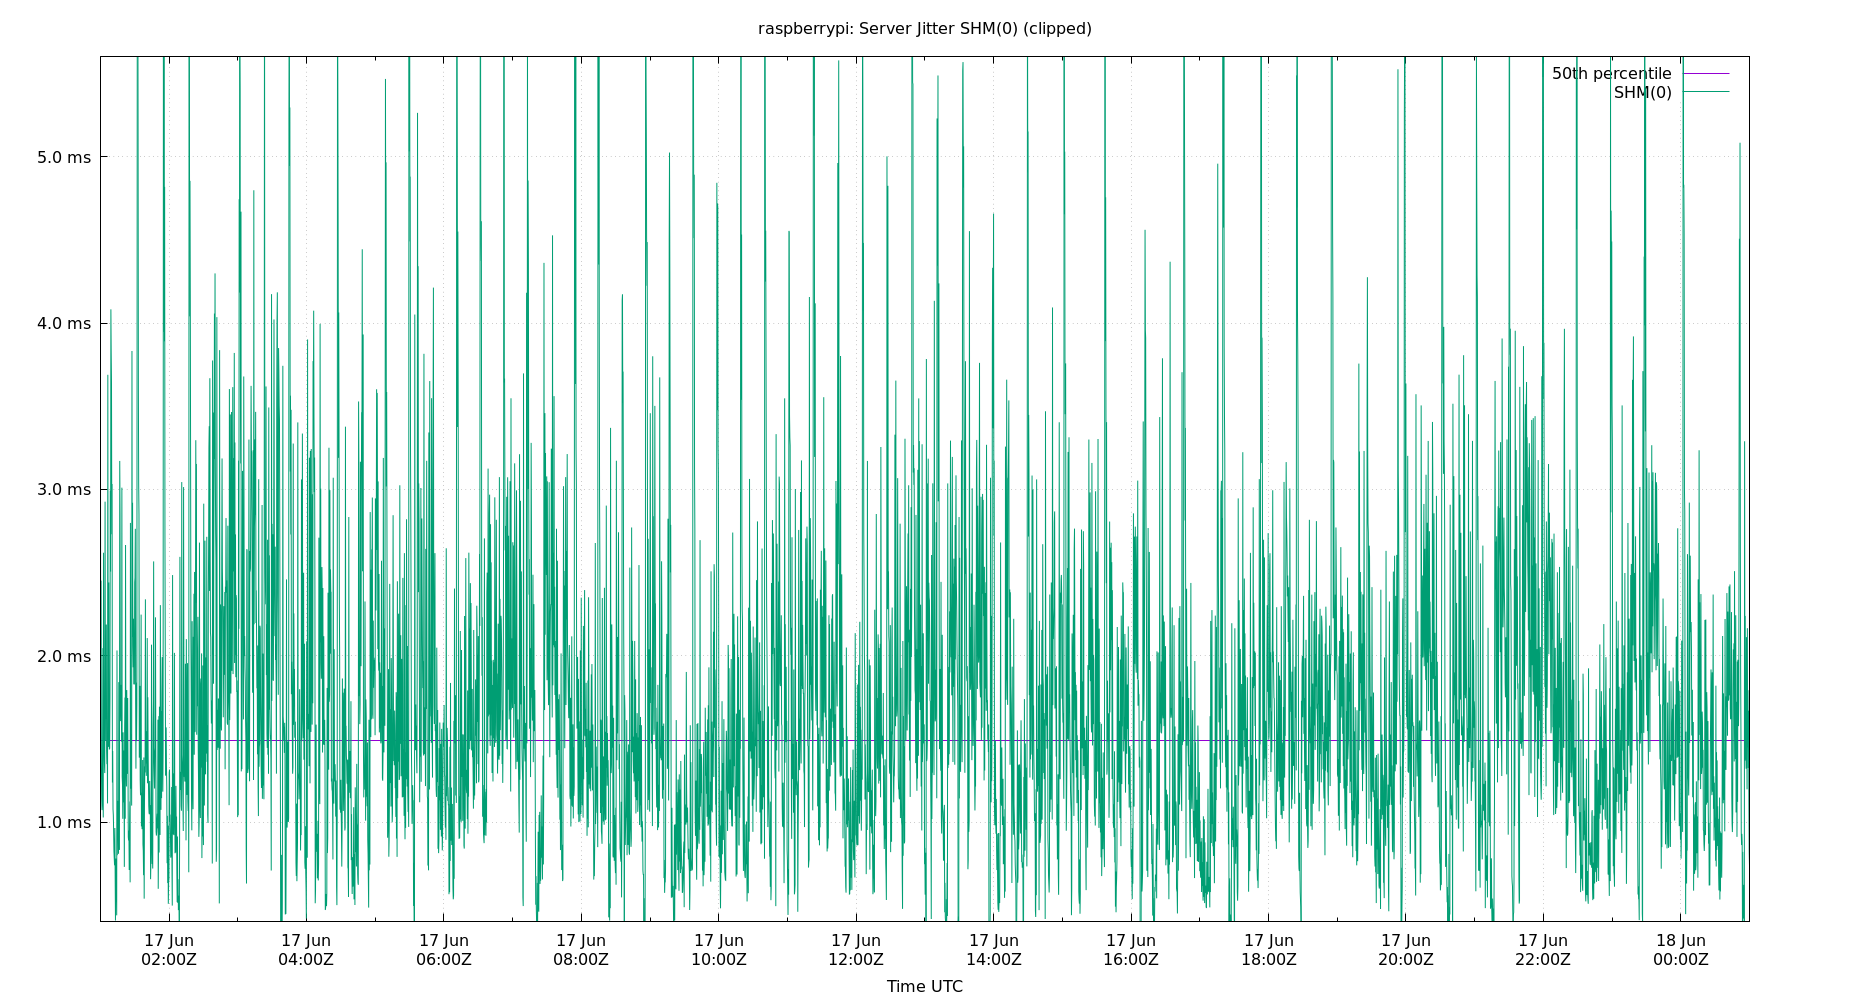 raspberrypi: Server Jitter SHM(0) (clipped)
50th percentile
SHM(0)
5.0 ms
4.0 ms
3.0 ms
2.0 ms
1.0 ms
17 Jun 17 Jun 17 Jun 17 Jun 17 Jun 17 Jun 17 Jun 17 Jun 17 Jun 17 Jun 17 Jun 18 Jun
02:00Z 04:00Z 06:00Z 08:00Z 10:00Z 12:00Z 14:00Z 16:00Z 18:00Z 20:00Z 22:00Z 00:00Z
Time UTC